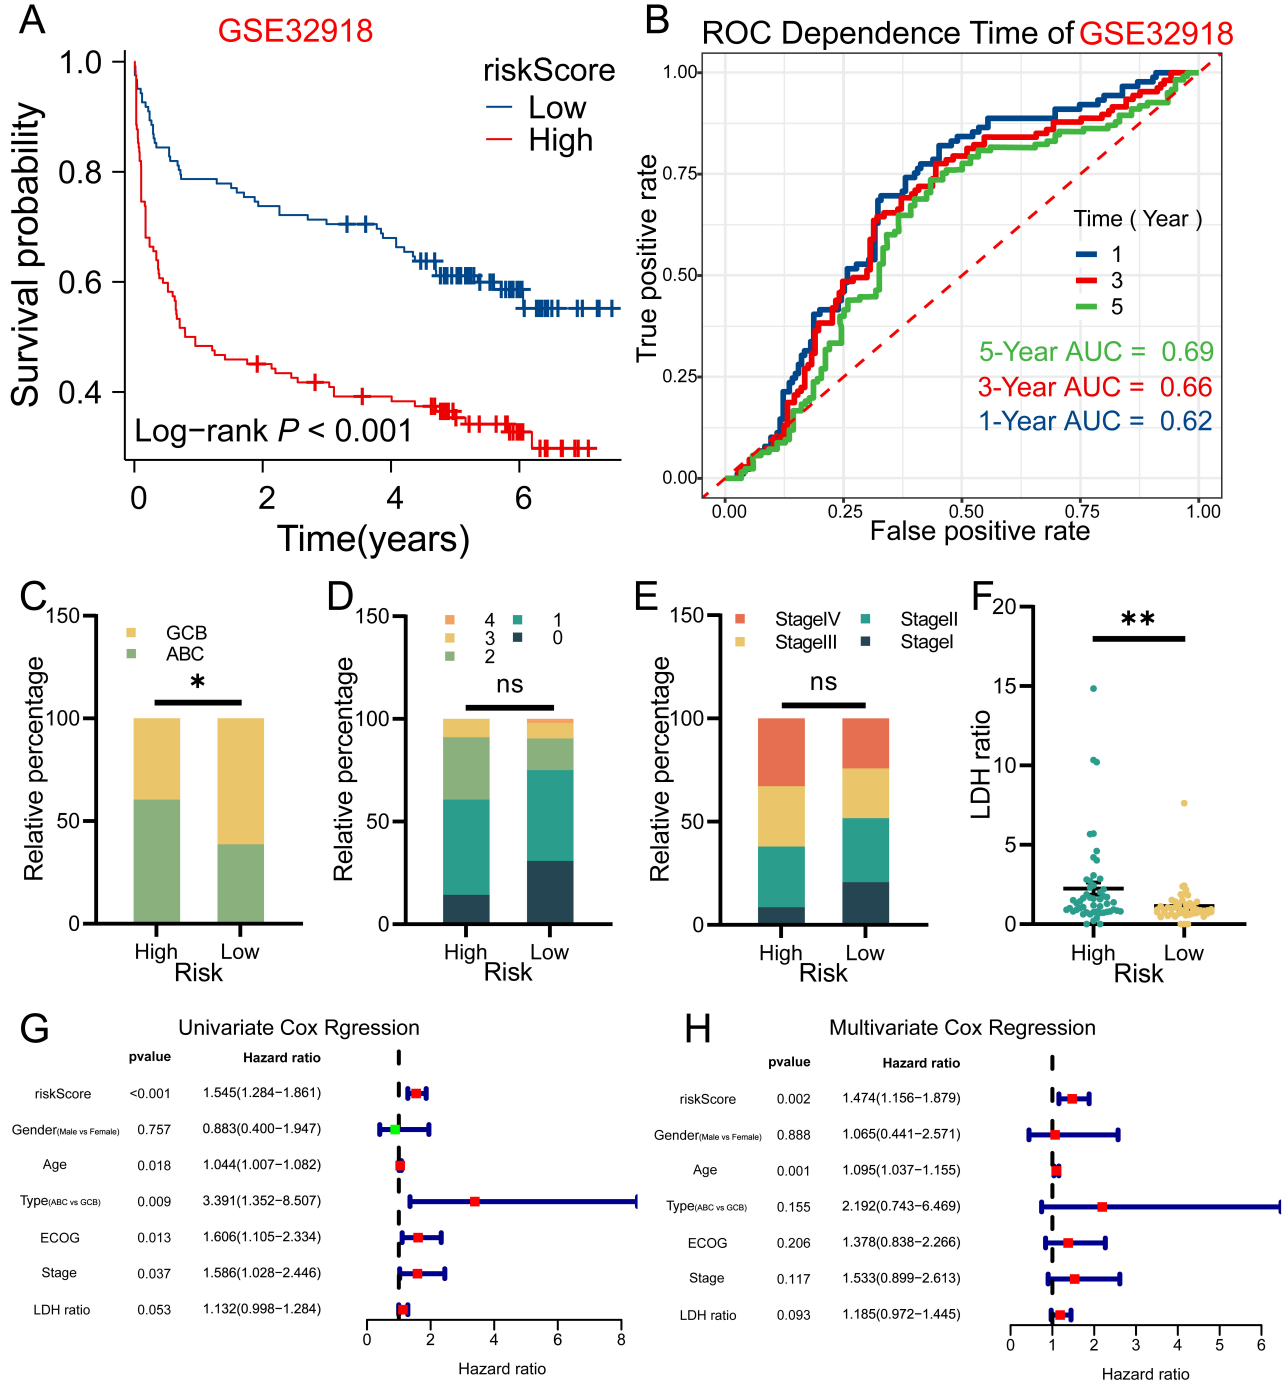 A
GSE32918
riskScore
Low
High
Survival probability
1.0
0.8
0.6
0.4
Log−rank P < 0.001
0 2 4 6
Time(years)
B
ROC Dependence Time of GSE32918
True positive rate
1.00
0.75
0.50
0.25
0.00
Time ( Year )
1
3
5
5-Year AUC = 0.69
3-Year AUC = 0.66
1-Year AUC = 0.62
0.00 0.25 0.50 0.75 1.00
False positive rate
C
Relative percentage
150
100
50
0
GCB
ABC
*
High Low
Risk
D
Relative percentage
150
100
50
0
4 1
3 0
2
ns
High Low
Risk
E
Relative percentage
150
100
50
0
StageIV StageII
StageIII StageI
ns
High Low
Risk
F
LDH ratio
20
15
10
5
0
**
High Low
Risk
G
Univariate Cox Rgression
pvalue Hazard ratio
riskScore <0.001 1.545(1.284−1.861)
Gender(Male vs Female) 0.757 0.883(0.400−1.947)
Age 0.018 1.044(1.007−1.082)
Type(ABC vs GCB) 0.009 3.391(1.352−8.507)
ECOG 0.013 1.606(1.105−2.334)
Stage 0.037 1.586(1.028−2.446)
LDH ratio 0.053 1.132(0.998−1.284)
0 2 4 6 8
Hazard ratio
H
Multivariate Cox Regression
pvalue Hazard ratio
riskScore 0.002 1.474(1.156−1.879)
Gender(Male vs Female) 0.888 1.065(0.441−2.571)
Age 0.001 1.095(1.037−1.155)
Type(ABC vs GCB) 0.155 2.192(0.743−6.469)
ECOG 0.206 1.378(0.838−2.266)
Stage 0.117 1.533(0.899−2.613)
LDH ratio 0.093 1.185(0.972−1.445)
0 1 2 3 4 5 6
Hazard ratio